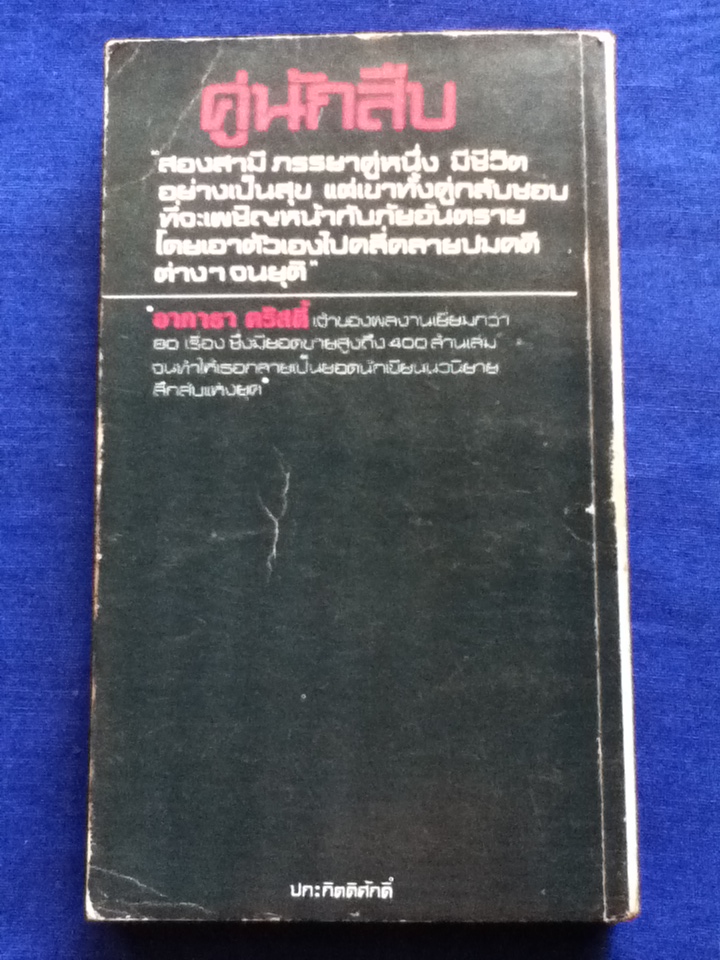 คู่นักสืบ
"สองสามี ภรรยาคู่หนึ่ง มีชีวิต
อย่างเป็นสุข แต่เขาทั้งคู่กลับชอบ
ที่จะเผชิญหน้ากับภัยอันตราย
โดยเอาตัวเองไปคลี่คลายปมคดี
ต่างๆ จนยุติ"
"อากาธา คริสตี้ เจ้าของผลงานเยี่ยมกว่า
80 เรื่อง ซึ่งมียอดขายสูงถึง 400 ล้านเล่ม
จนทำให้เธอกลายเป็นยอดนักเขียนนวนิยาย
ลึกลับแห่งยุค"
ปกะกิตติศักดิ์